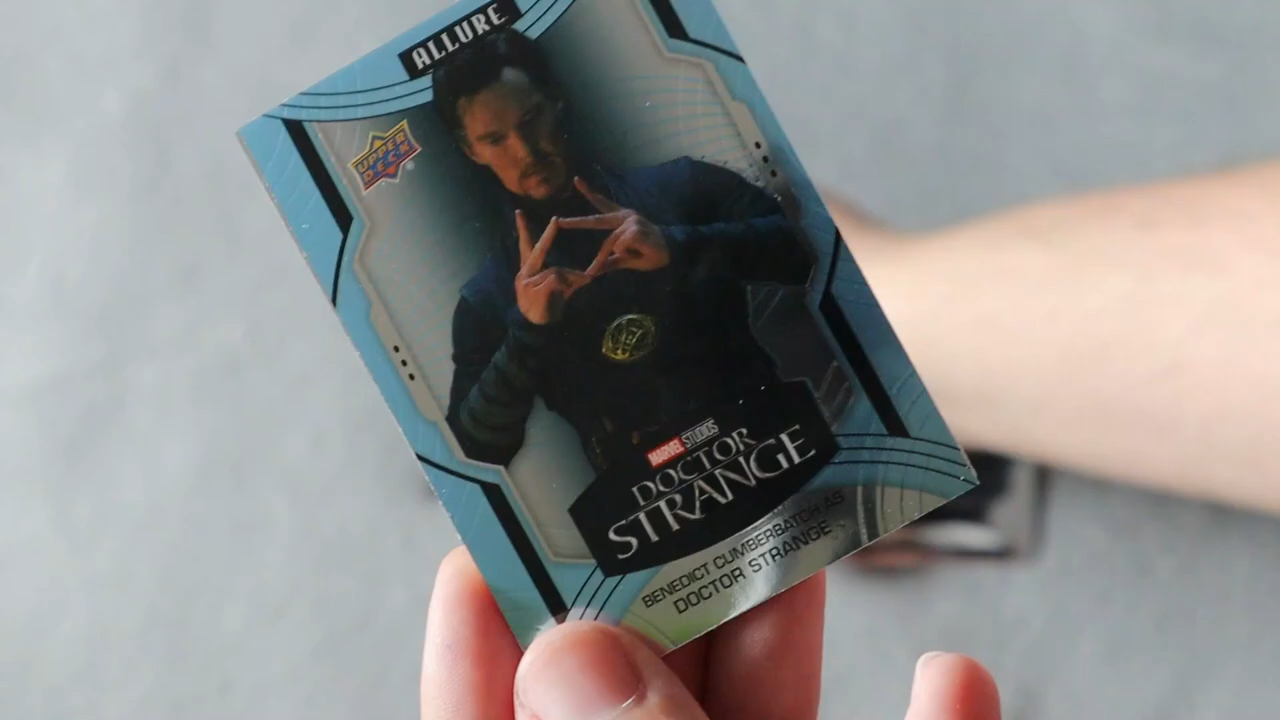 ALLURE
UPPER
DECK
MARVEL STUDIOS
DOCTOR
STRANGE
BENEDICT CUMBERBATCH AS
DOCTOR STRANGE